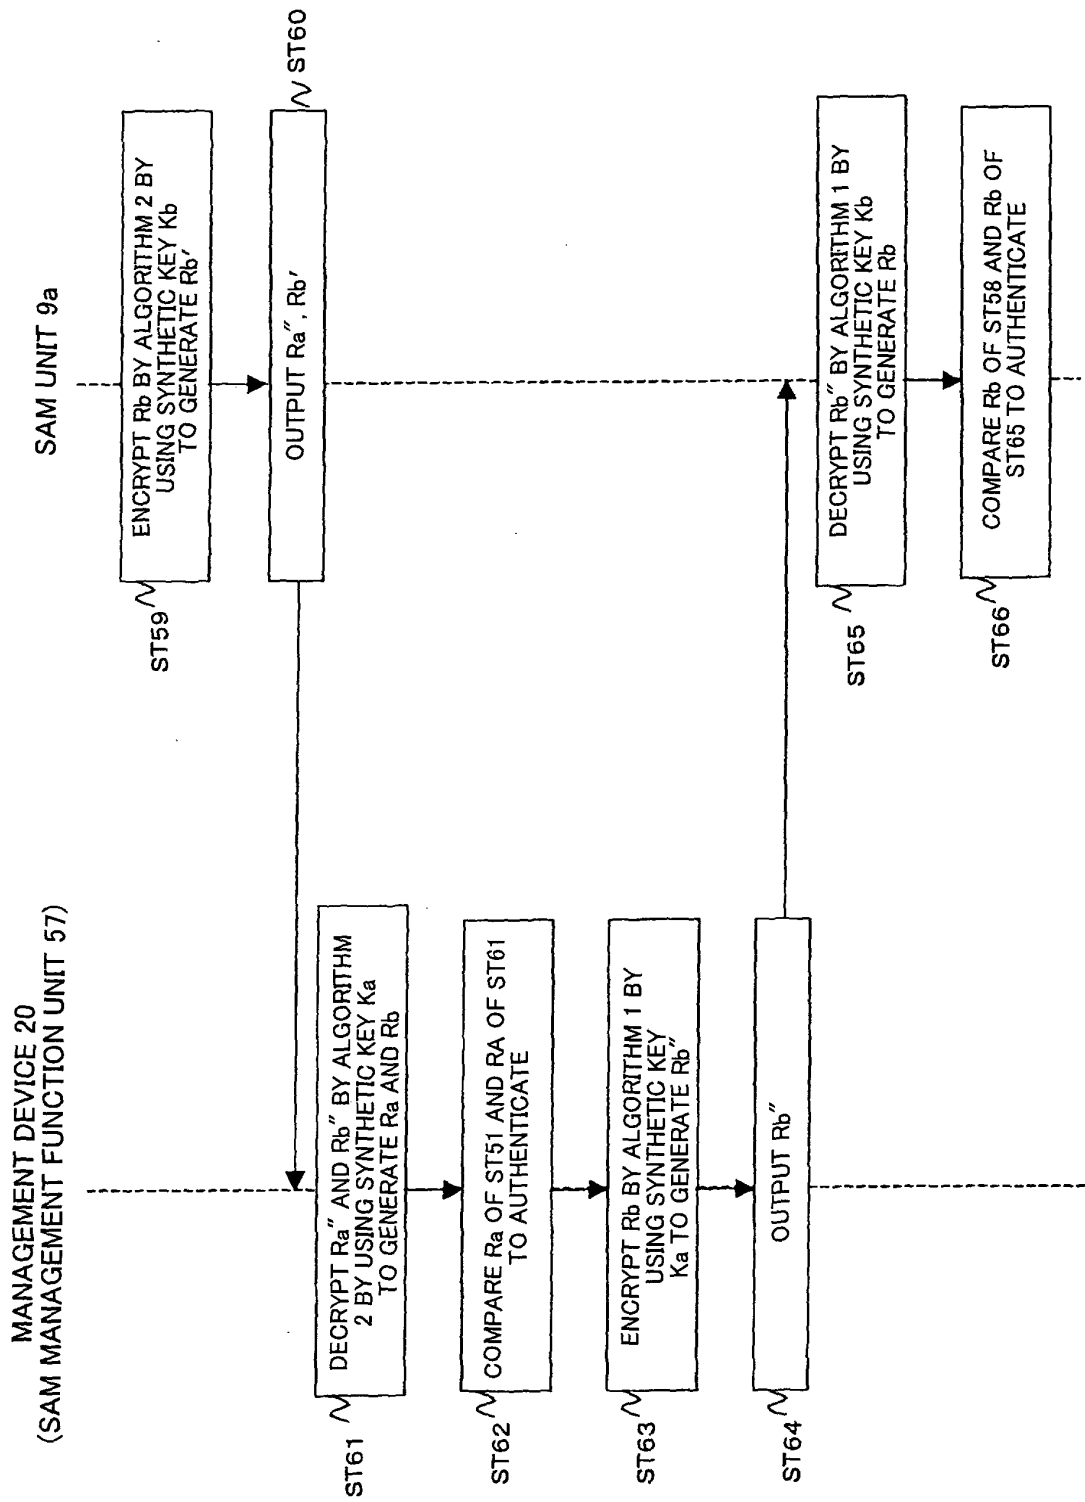 MANAGEMENT DEVICE 20
(SAM MANAGEMENT FUNCTION UNIT 57)
SAM UNIT 9a
ST59
ENCRYPT Rb BY ALGORITHM 2 BY
USING SYNTHETIC KEY Kb
TO GENERATE Rb′
OUTPUT Ra″, Rb′
ST60
ST61
DECRYPT Ra″ AND Rb″ BY ALGORITHM
2 BY USING SYNTHETIC KEY Ka
TO GENERATE Ra AND Rb
ST62
COMPARE Ra OF ST51 AND RA OF ST61
TO AUTHENTICATE
ST63
ENCRYPT Rb BY ALGORITHM 1 BY
USING SYNTHETIC KEY
Ka TO GENERATE Rb″
ST64
OUTPUT Rb″
ST65
DECRYPT Rb″ BY ALGORITHM 1 BY
USING SYNTHETIC KEY Kb
TO GENERATE Rb
ST66
COMPARE Rb OF ST58 AND Rb OF
ST65 TO AUTHENTICATE